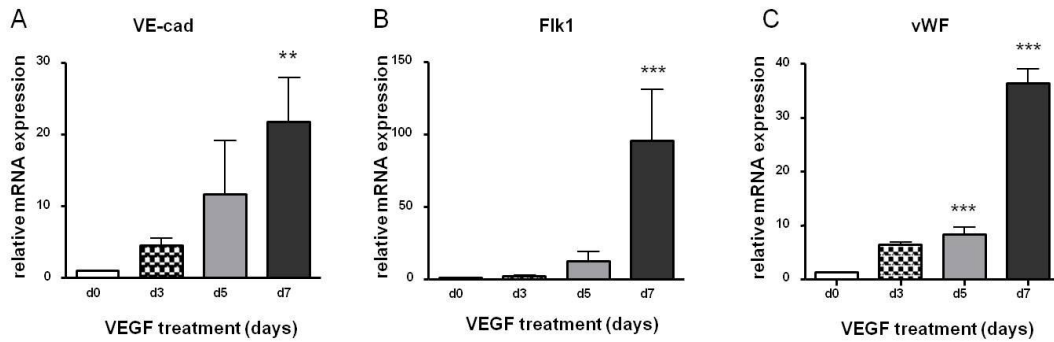 A
VE-cad
relative mRNA expression
30
20
10
0
**
d0 d3 d5 d7
VEGF treatment (days)
B
Flk1
relative mRNA expression
150
100
50
0
***
d0 d3 d5 d7
VEGF treatment (days)
C
vWF
relative mRNA expression
40
30
20
10
0
***
***
d0 d3 d5 d7
VEGF treatment (days)